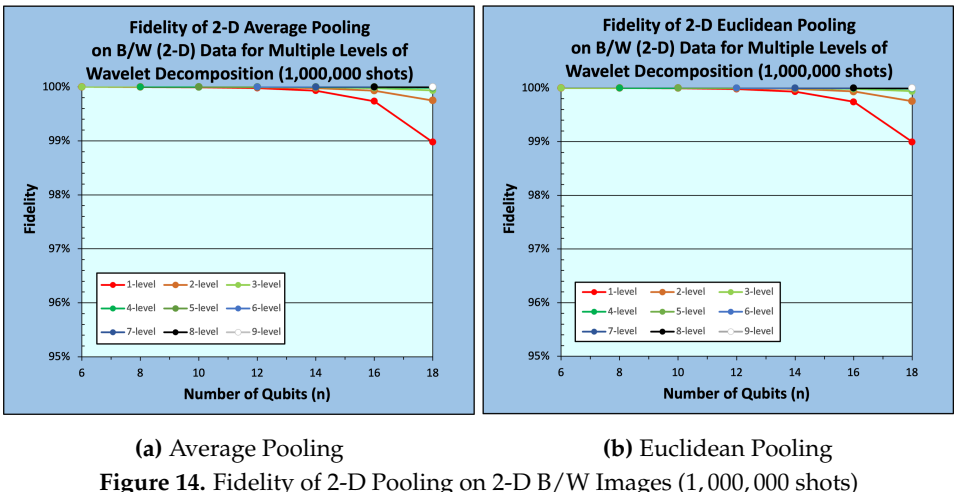 Fidelity of 2-D Average Pooling
on B/W (2-D) Data for Multiple Levels of
Wavelet Decomposition (1,000,000 shots)
100%
99%
98%
97%
96%
95%
Fidelity
1-level 2-level 3-level
4-level 5-level 6-level
7-level 8-level 9-level
6 8 10 12 14 16 18
Number of Qubits (n)
Fidelity of 2-D Euclidean Pooling
on B/W (2-D) Data for Multiple Levels of
Wavelet Decomposition (1,000,000 shots)
100%
99%
98%
97%
96%
95%
Fidelity
1-level 2-level 3-level
4-level 5-level 6-level
7-level 8-level 9-level
6 8 10 12 14 16 18
Number of Qubits (n)
(a) Average Pooling
(b) Euclidean Pooling
Figure 14. Fidelity of 2-D Pooling on 2-D B/W Images (1, 000, 000 shots)